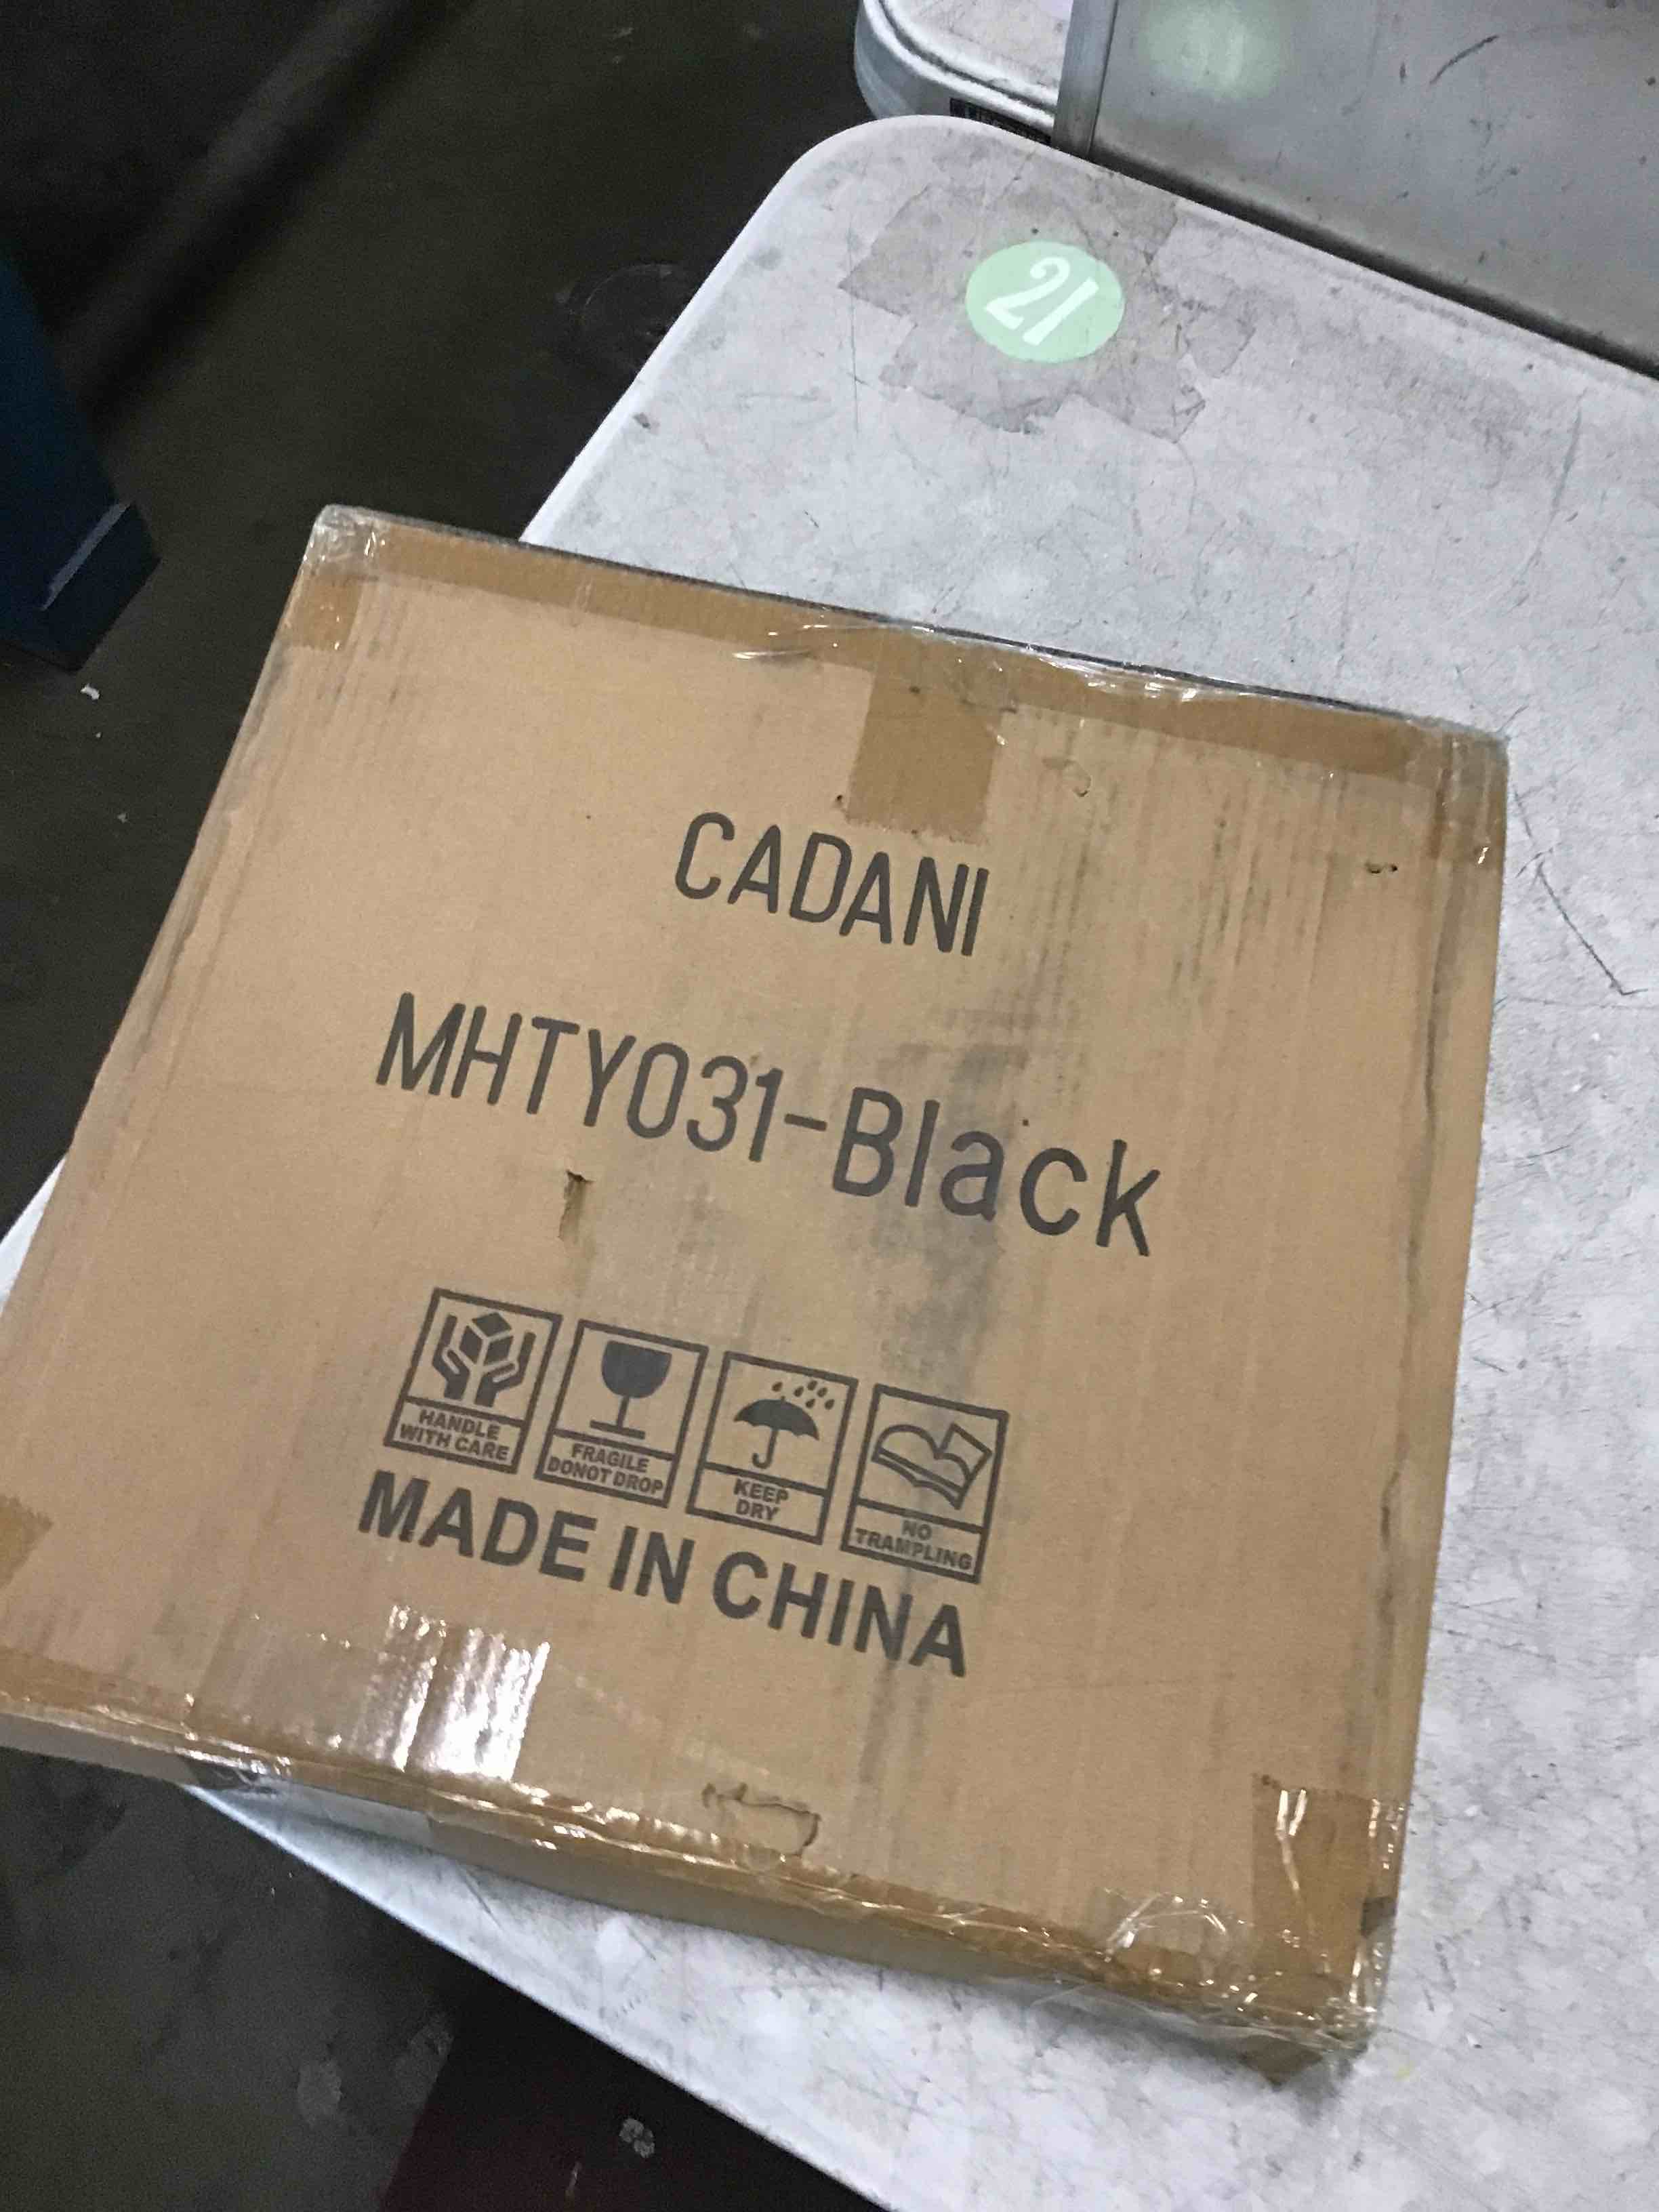 21
CADANI
MHTY031-Black
HANDLE
WITH CARE
FRAGILE
DONOT DROP
KEEP
DRY
NO
TRAMPLING
MADE IN CHINA